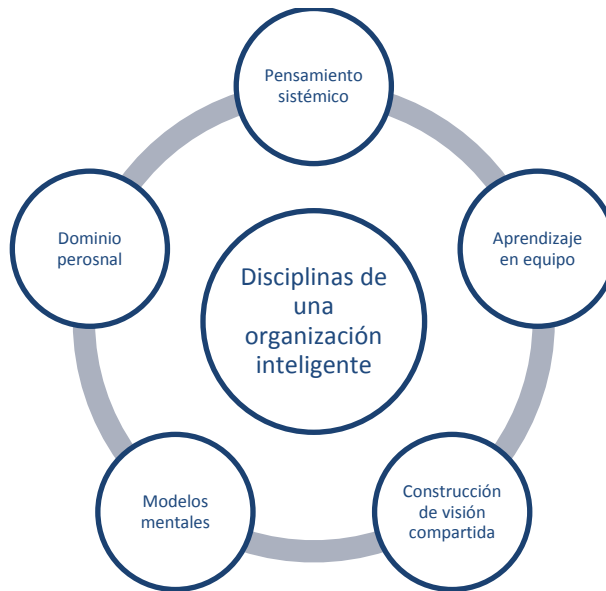 Pensamiento
sistémico
Dominio
perosnal
Aprendizaje
en equipo
Disciplinas de
una
organización
inteligente
Modelos
mentales
Construcción
de visión
compartida